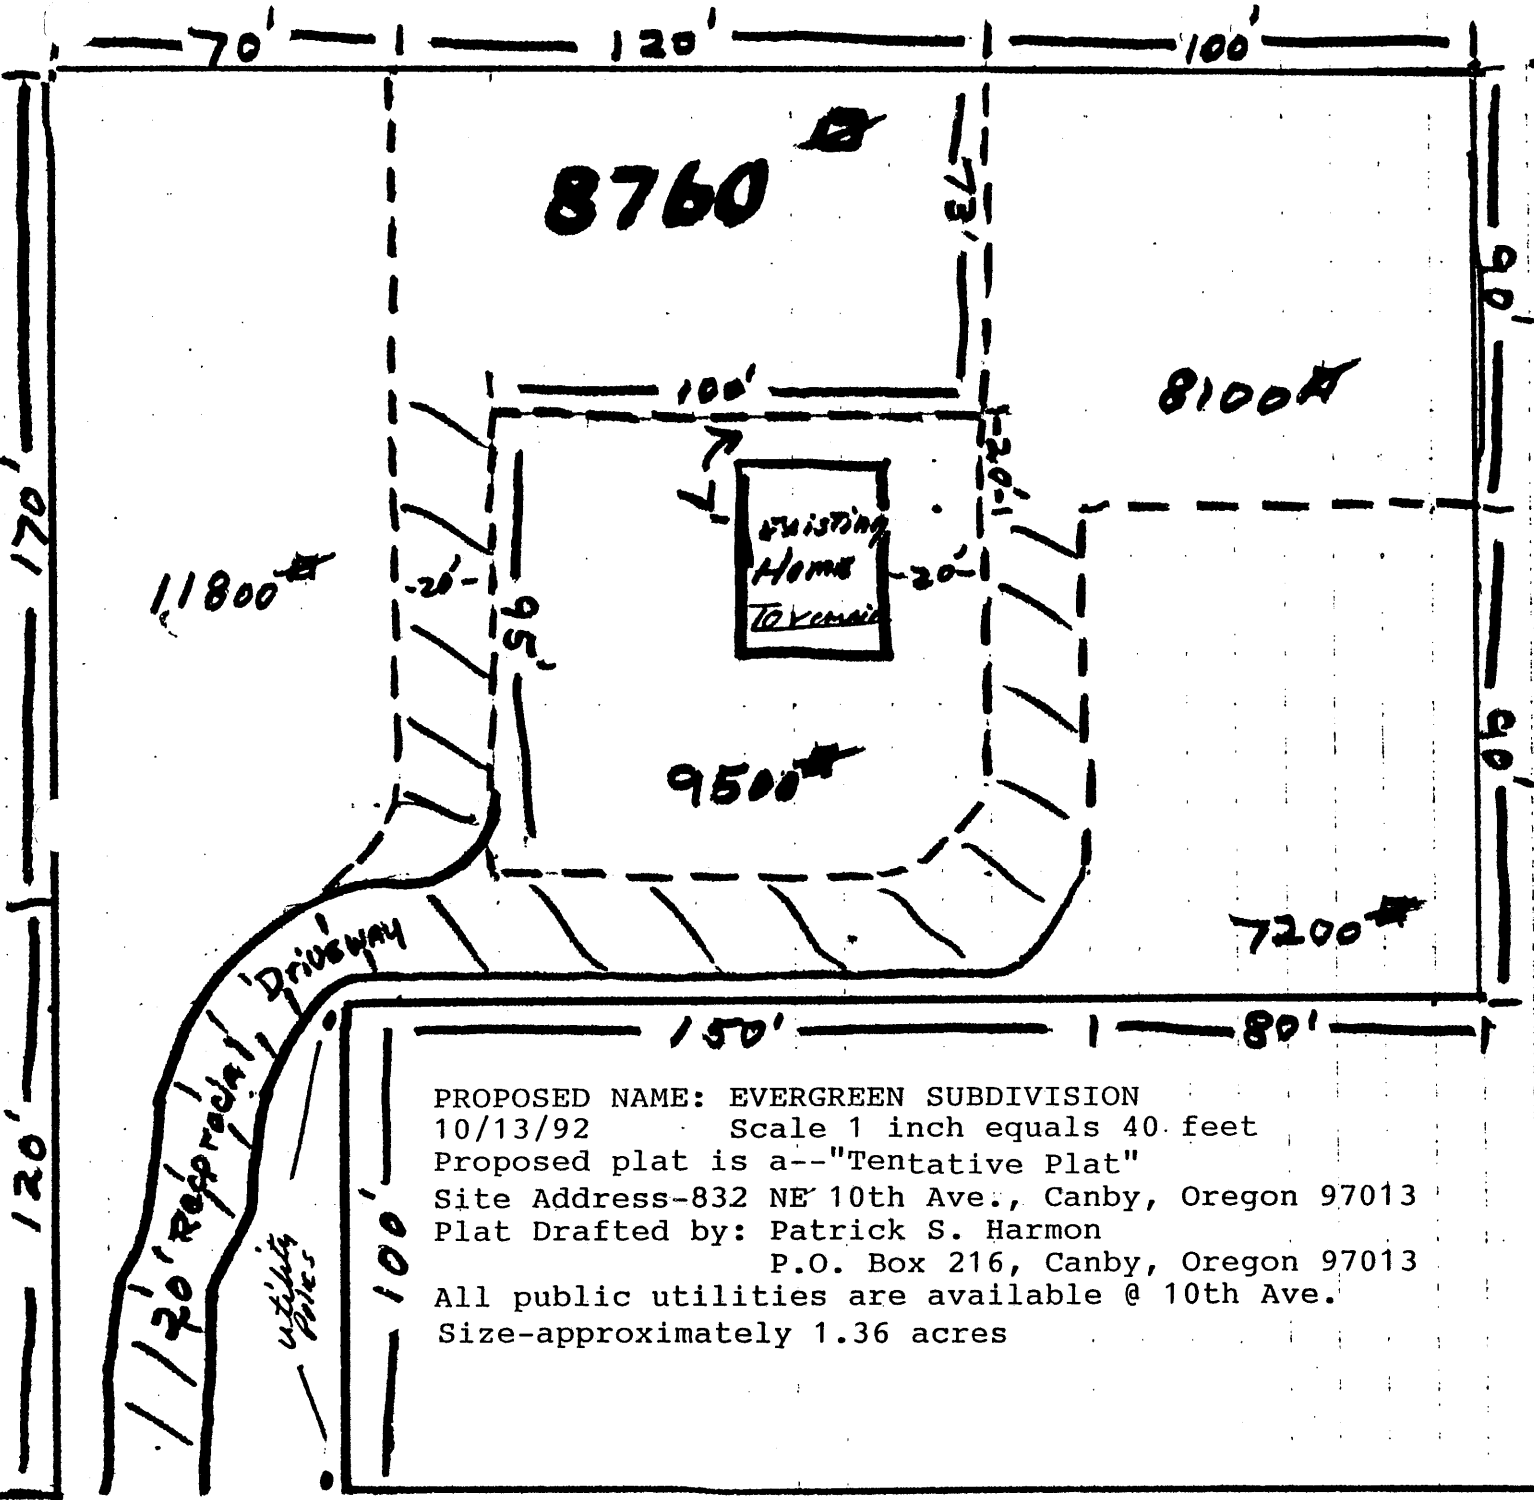 70' 120' 100'
8760
73'
90'
100'
8100
20'
170'
Existing
Home
To remain
11800
20'
95'
20'
9500
90'
7200
Driveway
150' 80'
120'
20' Reciprocial
utility
Poles
100'
PROPOSED NAME: EVERGREEN SUBDIVISION
10/13/92 Scale 1 inch equals 40 feet
Proposed plat is a--"Tentative Plat"
Site Address-832 NE 10th Ave., Canby, Oregon 97013
Plat Drafted by: Patrick S. Harmon
P.O. Box 216, Canby, Oregon 97013
All public utilities are available @ 10th Ave.
Size-approximately 1.36 acres